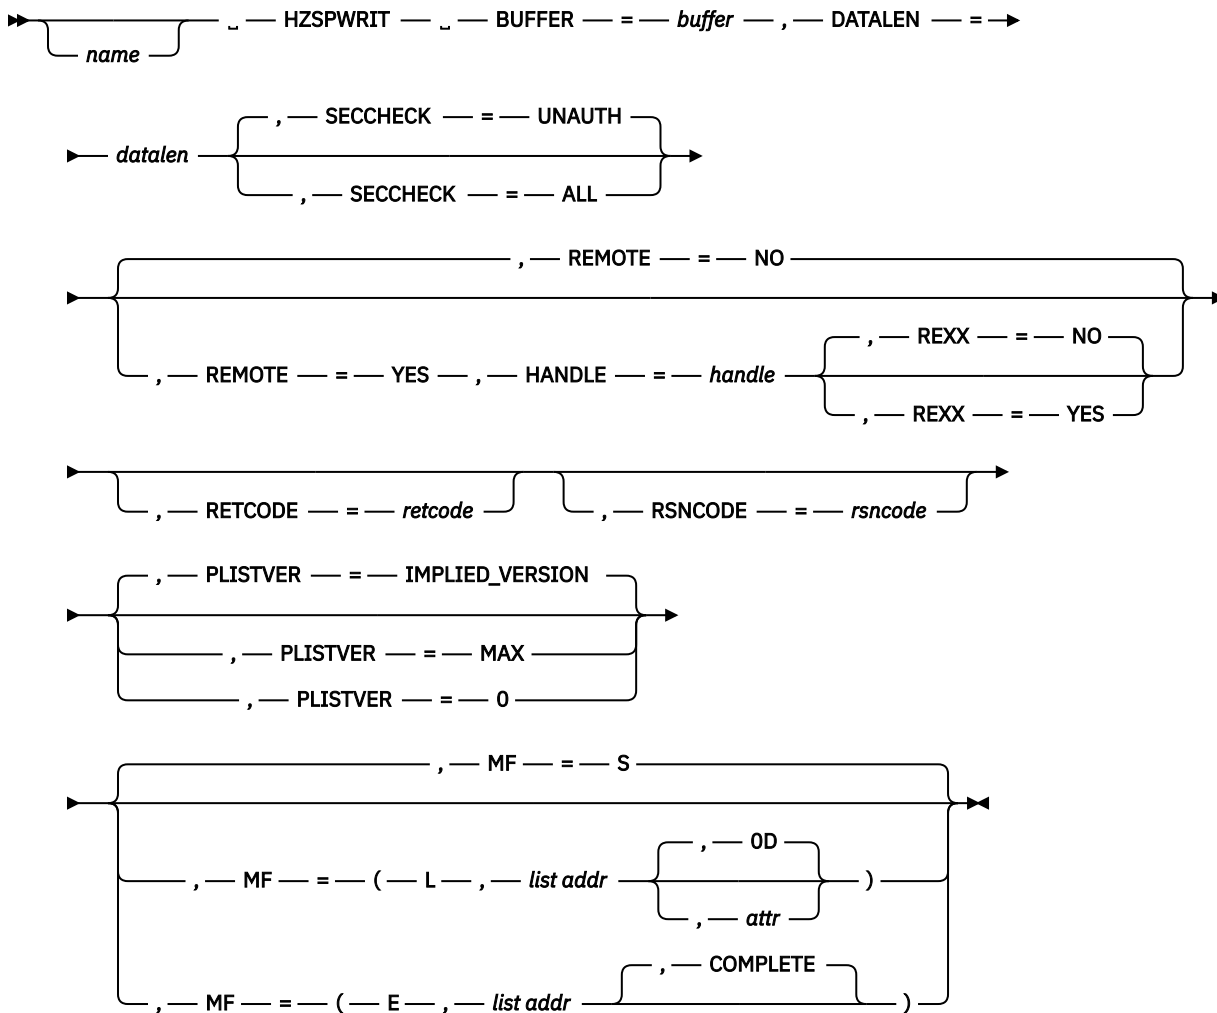 ␣ HZSPWRIT ␣ BUFFER = buffer , DATALEN =
name
, SECCHECK = UNAUTH
datalen
, SECCHECK = ALL
, REMOTE = NO
, REXX = NO
, REMOTE = YES , HANDLE = handle
, REXX = YES
, RETCODE = retcode , RSNCODE = rsncode
, PLISTVER = IMPLIED_VERSION
, PLISTVER = MAX
, PLISTVER = 0
, MF = S
, 0D
, MF = ( L , list addr )
, attr
, COMPLETE
, MF = ( E , list addr )